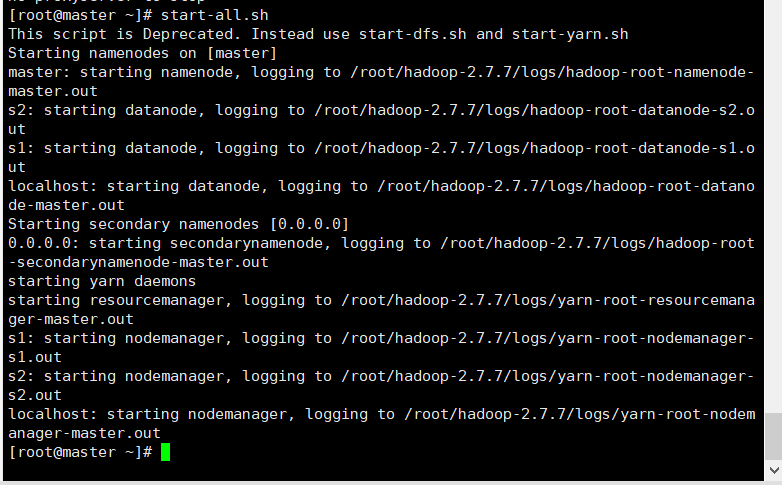 no proxyserver to stop
[root@master ~]# start-all.sh
This script is Deprecated. Instead use start-dfs.sh and start-yarn.sh
Starting namenodes on [master]
master: starting namenode, logging to /root/hadoop-2.7.7/logs/hadoop-root-namenode-
master.out
s2: starting datanode, logging to /root/hadoop-2.7.7/logs/hadoop-root-datanode-s2.o
ut
s1: starting datanode, logging to /root/hadoop-2.7.7/logs/hadoop-root-datanode-s1.o
ut
localhost: starting datanode, logging to /root/hadoop-2.7.7/logs/hadoop-root-datano
de-master.out
Starting secondary namenodes [0.0.0.0]
0.0.0.0: starting secondarynamenode, logging to /root/hadoop-2.7.7/logs/hadoop-root
-secondarynamenode-master.out
starting yarn daemons
starting resourcemanager, logging to /root/hadoop-2.7.7/logs/yarn-root-resourcemana
ger-master.out
s1: starting nodemanager, logging to /root/hadoop-2.7.7/logs/yarn-root-nodemanager-
s1.out
s2: starting nodemanager, logging to /root/hadoop-2.7.7/logs/yarn-root-nodemanager-
s2.out
localhost: starting nodemanager, logging to /root/hadoop-2.7.7/logs/yarn-root-nodem
anager-master.out
[root@master ~]#